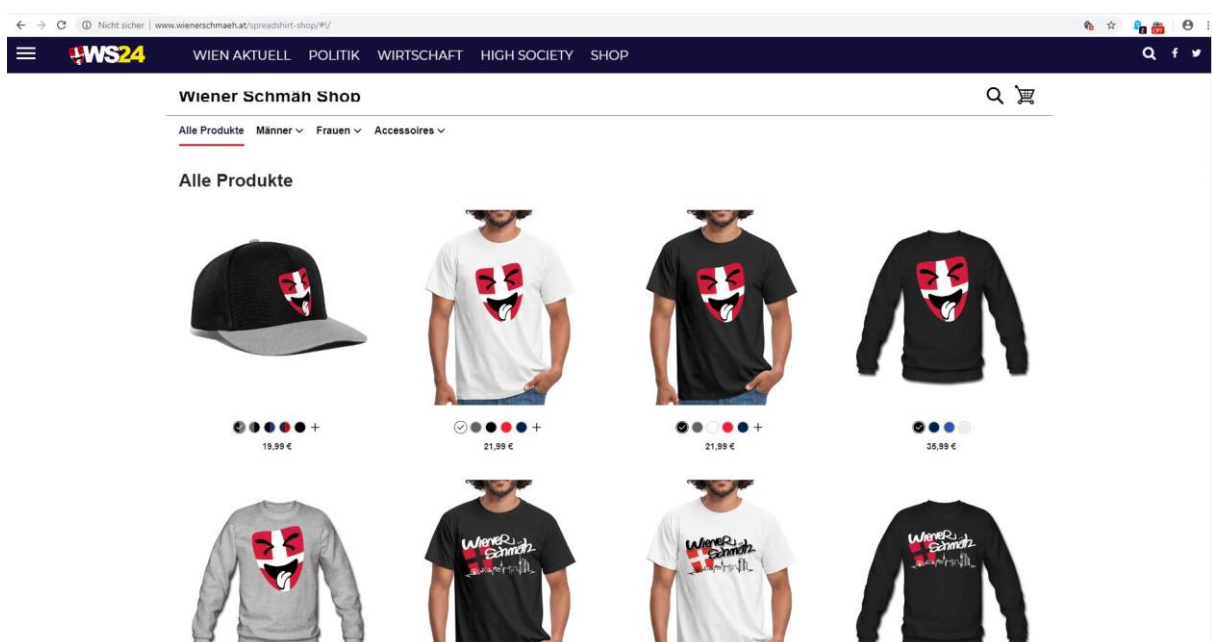 Nicht sicher | www.wienerschmaeh.at/spreadshirt-shop/#!/
2 OFF
WS24 WIEN AKTUELL POLITIK WIRTSCHAFT HIGH SOCIETY SHOP
Wiener Schmäh Shop
Alle Produkte Männer Frauen Accessoires
Alle Produkte
19,99 € 21,99 € 21,99 € 35,99 €
Wiener Wiener Wiener
Schmäh Schmäh Schmäh